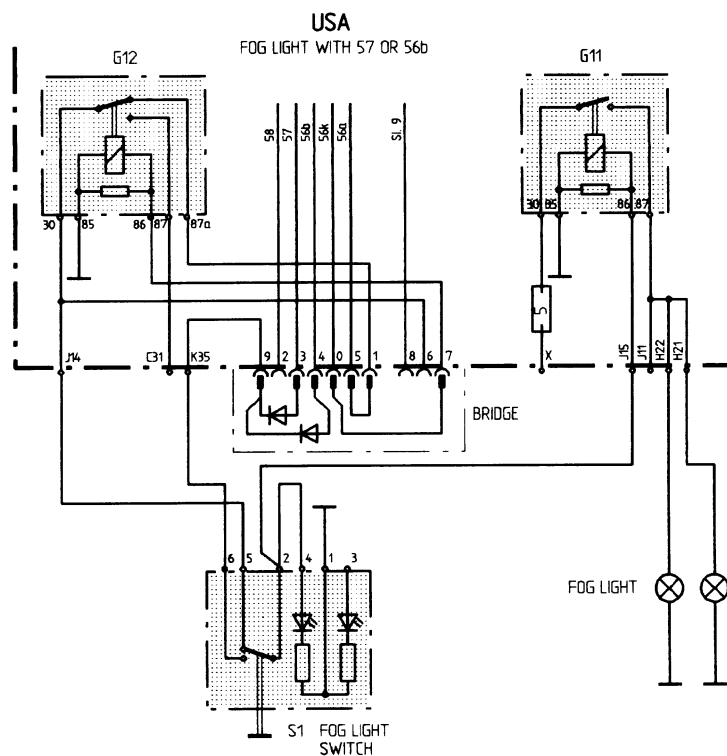 USA
FOG LIGHT WITH 57 OR 56b
G12
G11
58
57
56b
56k
56a
SI. 9
30
85
86
87
87a
30
85
86
87
5
J14
C31
K35
9
2
3
4
0
5
1
8
6
7
X
J15
J11
H22
H21
BRIDGE
6
5
2
4
1
3
FOG LIGHT
S1 FOG LIGHT
SWITCH